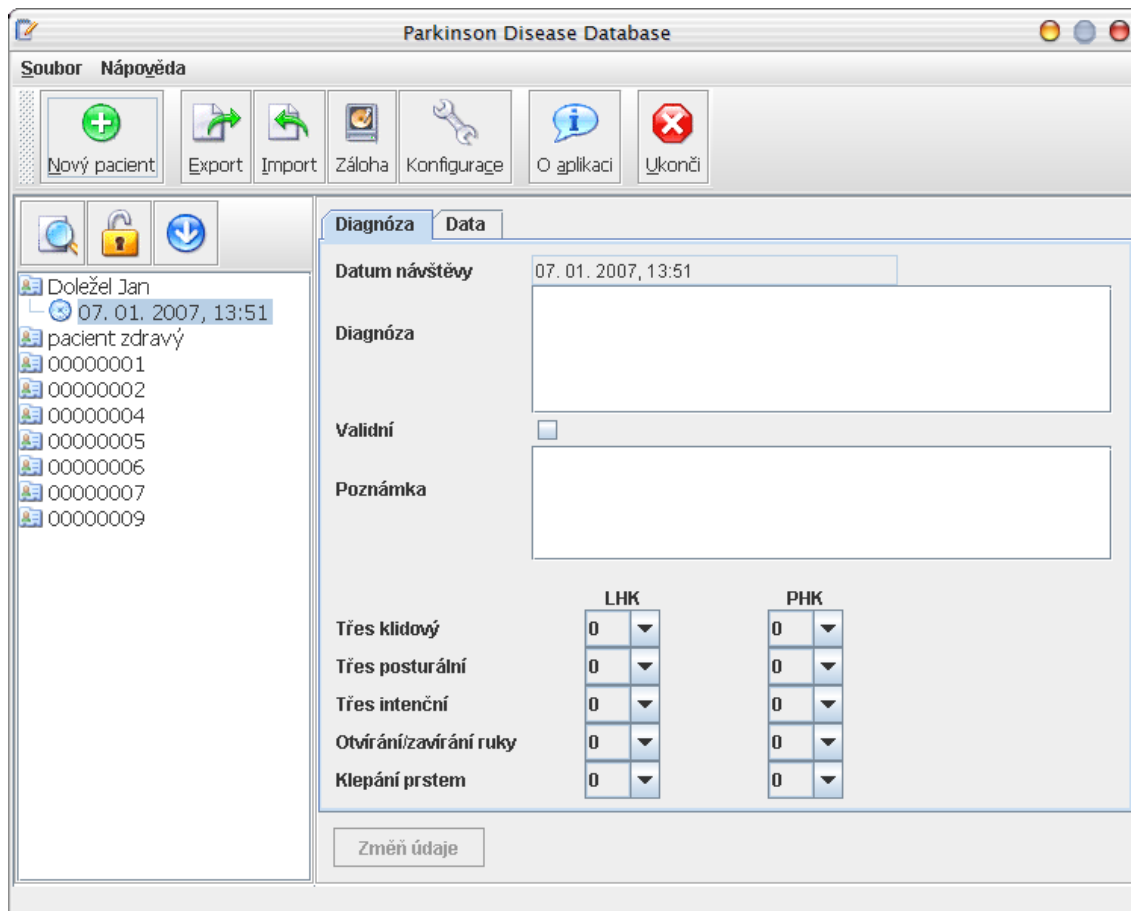 Parkinson Disease Database
Soubor Nápověda
Nový pacient Export Import Záloha Konfigurace O aplikaci Ukonči
Doležel Jan
07. 01. 2007, 13:51
pacient zdravý
00000001
00000002
00000004
00000005
00000006
00000007
00000009
Diagnóza Data
Datum návštěvy 07. 01. 2007, 13:51
Diagnóza
Validní
Poznámka
LHK PHK
Třes klidový 0 0
Třes posturální 0 0
Třes intenční 0 0
Otvírání/zavírání ruky 0 0
Klepání prstem 0 0
Změň údaje